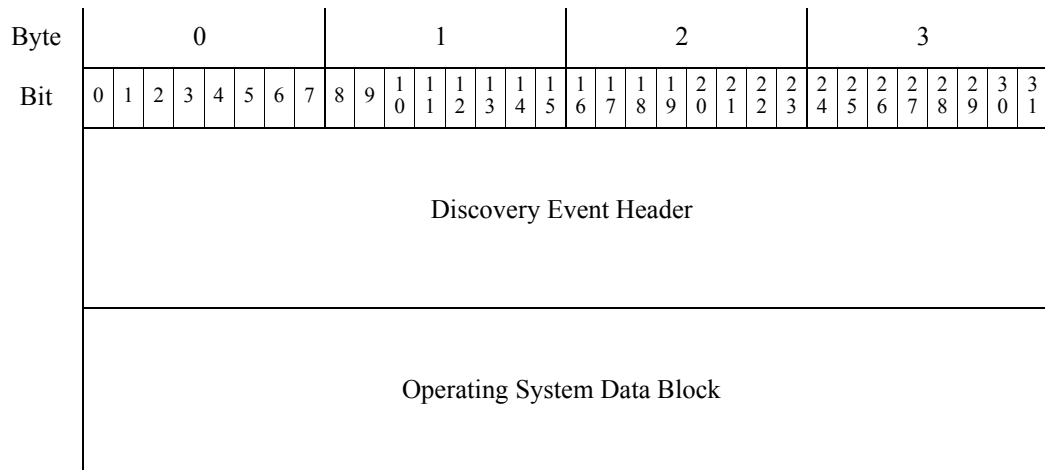 Byte 0 1 2 3
Bit 0 1 2 3 4 5 6 7 8 9 10 11 12 13 14 15 16 17 18 19 20 21 22 23 24 25 26 27 28 29 30 31
Discovery Event Header
Operating System Data Block